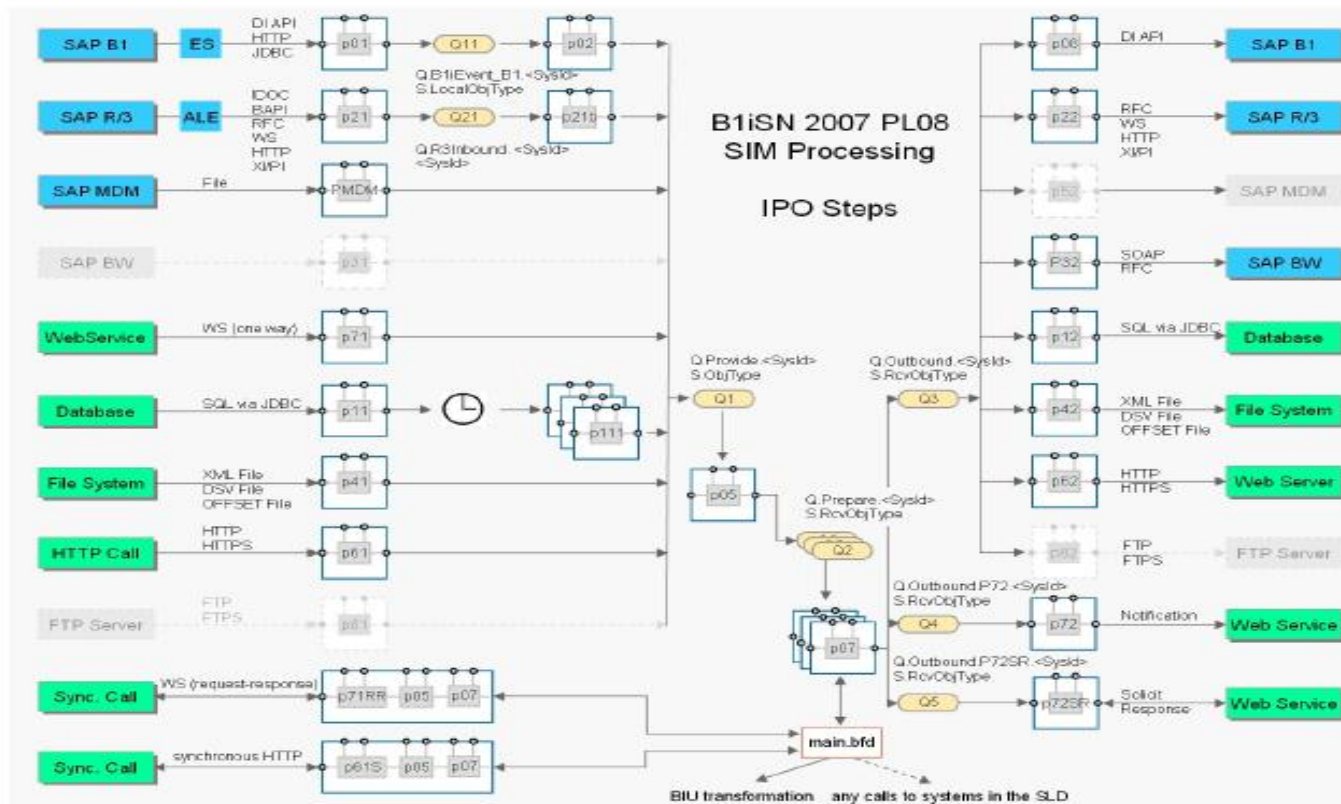 SAP B1
ES
DI API
HTTP
JDBC
p01
Q11
p02
Q.B1iEvent_B1.<SysId>
S.LocalObjType
SAP R/3
ALE
IDOC
BAPI
RFC
WS
HTTP
XI/PI
p21
Q21
p21b
Q.R3Inbound.<SysId>
<SysId>
SAP MDM
File
PMDM
SAP BW
p31
WebService
WS (one way)
p71
Database
SQL via JDBC
p11
p111
File System
XML File
DSV File
OFFSET File
p41
HTTP Call
HTTP
HTTPS
p61
FTP Server
FTP
FTPS
Sync. Call
WS (request-response)
p71RR
p05
p07
Sync. Call
synchronous HTTP
p61S
p05
p07
B1iSN 2007 PL08
SIM Processing
IPO Steps
Q.Provide.<SysId>
S.ObjType
Q1
p05
Q.Prepare.<SysId>
S.RcvObjType
Q2
p07
main.bfd
BIU transformation
any calls to systems in the SLD
Q.Outbound.<SysId>
S.RcvObjType
Q3
Q.Outbound.P72.<SysId>
S.RcvObjType
Q4
Q.Outbound.P72SR.<SysId>
S.RcvObjType
Q5
p06
DI API
SAP B1
p22
RFC
WS
HTTP
XI/PI
SAP R/3
p52
SAP MDM
P32
SOAP
RFC
SAP BW
p12
SQL via JDBC
Database
p42
XML File
DSV File
OFFSET File
File System
p62
HTTP
HTTPS
Web Server
p82
FTP
FTPS
FTP Server
p72
Notification
Web Service
p72SR
Solicit
Response
Web Service